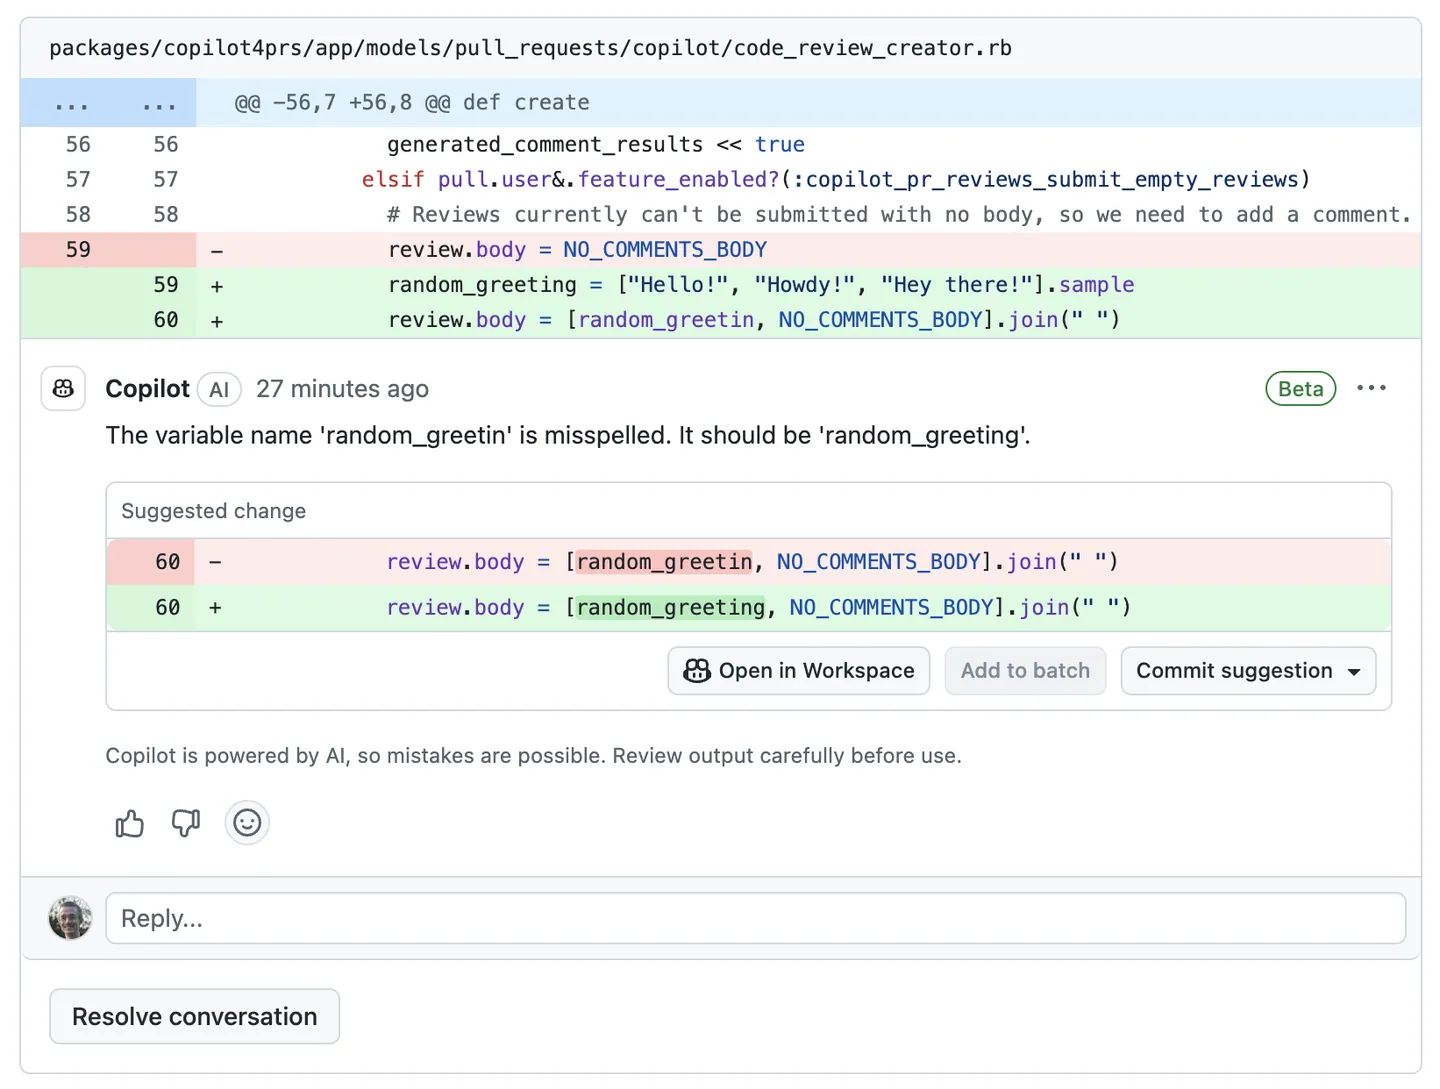 packages/copilot4prs/app/models/pull_requests/copilot/code_review_creator.rb
... ... @@ -56,7 +56,8 @@ def create
56 56 generated_comment_results << true
57 57 elsif pull.user&.feature_enabled?(:copilot_pr_reviews_submit_empty_reviews)
58 58 # Reviews currently can't be submitted with no body, so we need to add a comment.
59 - review.body = NO_COMMENTS_BODY
59 + random_greeting = ["Hello!", "Howdy!", "Hey there!"].sample
60 + review.body = [random_greetin, NO_COMMENTS_BODY].join(" ")
Copilot AI 27 minutes ago Beta ...
The variable name 'random_greetin' is misspelled. It should be 'random_greeting'.
Suggested change
60 - review.body = [random_greetin, NO_COMMENTS_BODY].join(" ")
60 + review.body = [random_greeting, NO_COMMENTS_BODY].join(" ")
Open in Workspace Add to batch Commit suggestion
Copilot is powered by AI, so mistakes are possible. Review output carefully before use.
Reply...
Resolve conversation